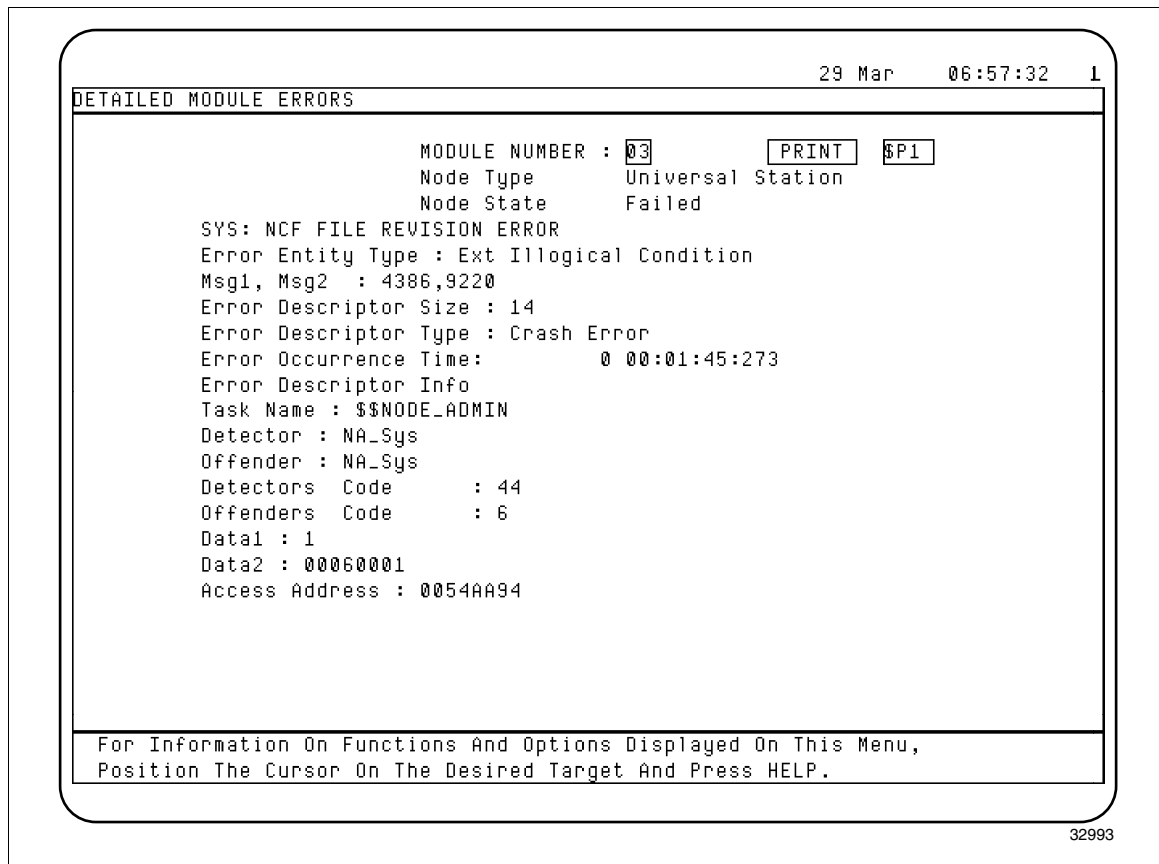 29 Mar 06:57:32 1
DETAILED MODULE ERRORS
MODULE NUMBER : 03 PRINT $P1
Node Type Universal Station
Node State Failed
SYS: NCF FILE REVISION ERROR
Error Entity Type : Ext Illogical Condition
Msg1, Msg2 : 4386,9220
Error Descriptor Size : 14
Error Descriptor Type : Crash Error
Error Occurrence Time: 0 00:01:45:273
Error Descriptor Info
Task Name : $$NODE_ADMIN
Detector : NA_Sys
Offender : NA_Sys
Detectors Code : 44
Offenders Code : 6
Data1 : 1
Data2 : 00060001
Access Address : 0054AA94
For Information On Functions And Options Displayed On This Menu,
Position The Cursor On The Desired Target And Press HELP.
32993